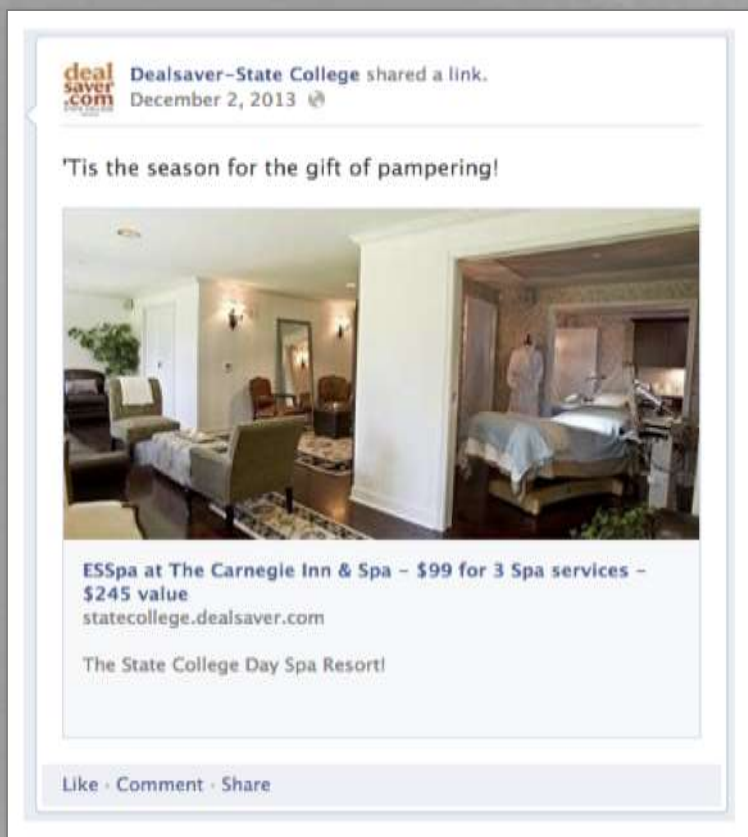 deal
saver
.com
Dealsaver–State College shared a link.
December 2, 2013
'Tis the season for the gift of pampering!
ESSpa at The Carnegie Inn & Spa – $99 for 3 Spa services –
$245 value
statecollege.dealsaver.com
The State College Day Spa Resort!
Like · Comment · Share